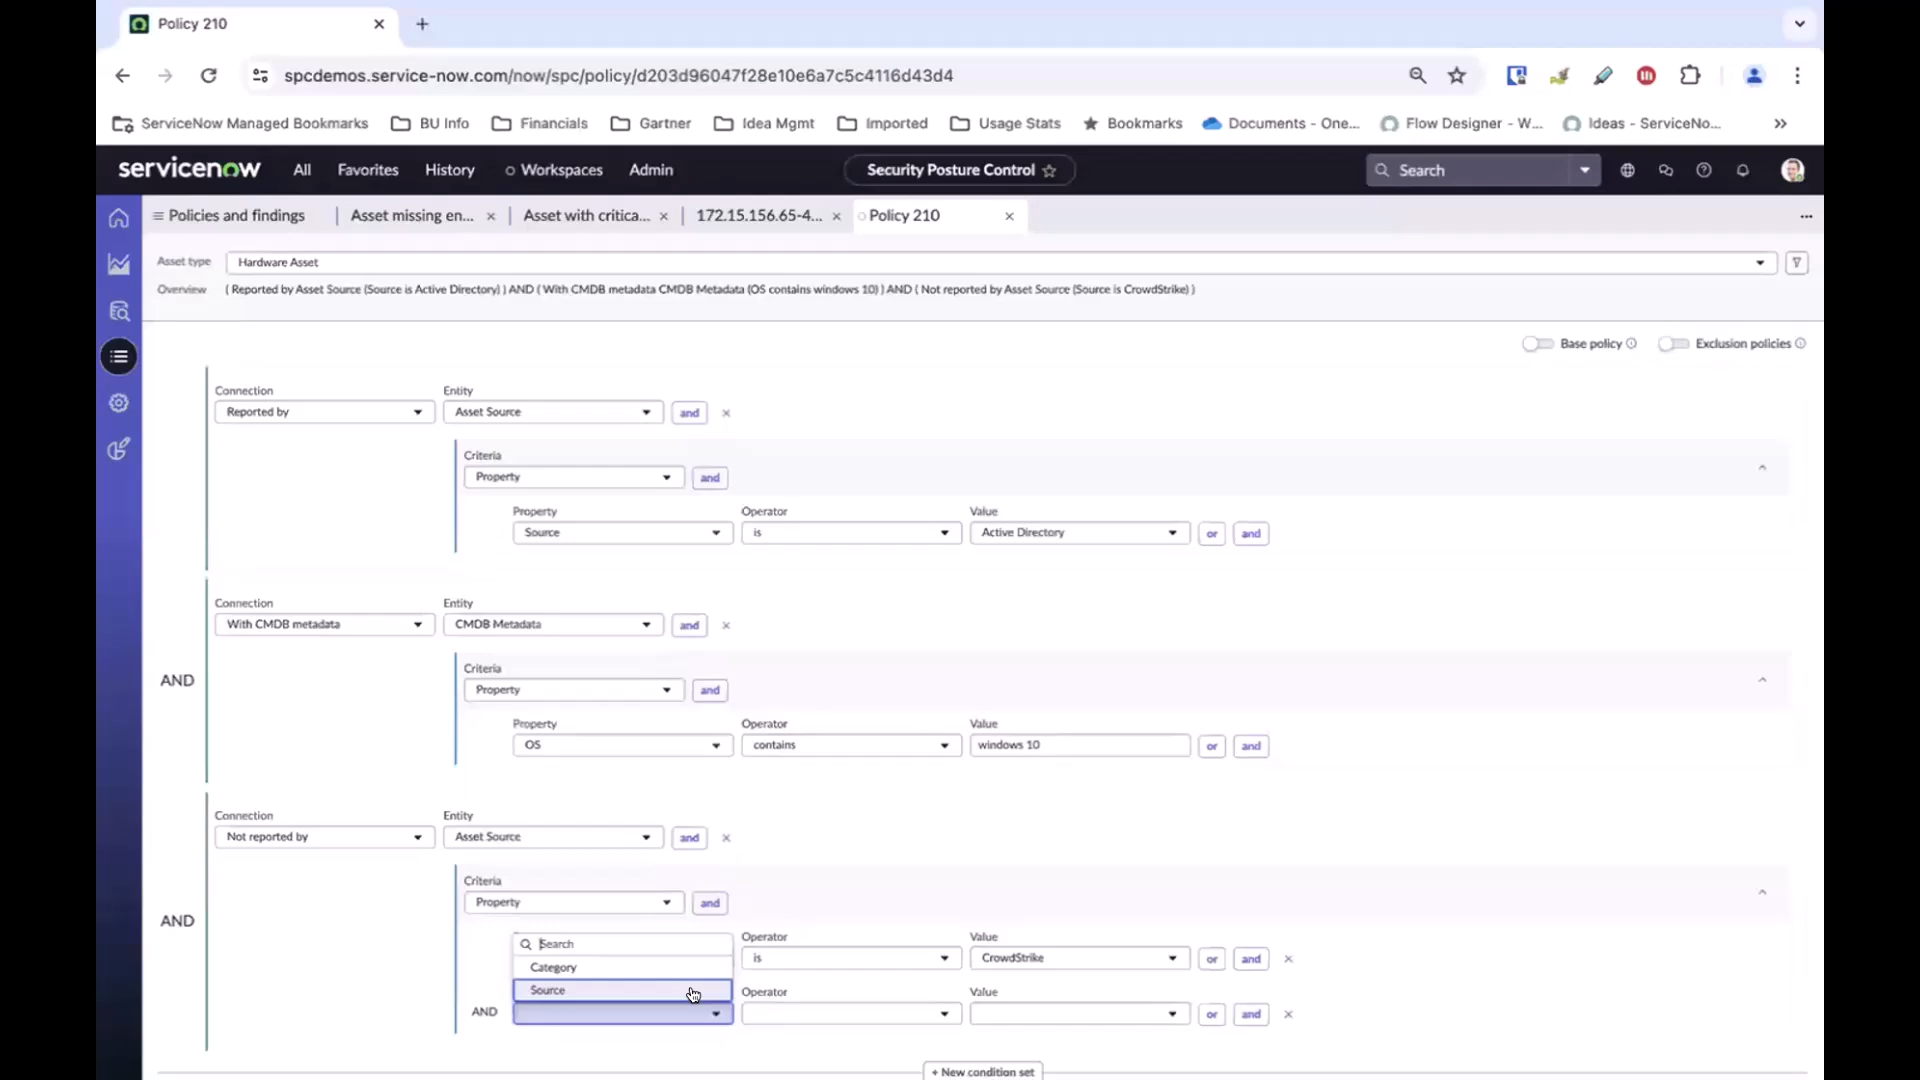 Policy 210
spcdemos.service-now.com/now/spc/policy/d203d96047f28e10e6a7c5c4116d43d4
ServiceNow Managed Bookmarks BU Info Financials Gartner Idea Mgmt Imported Usage Stats Bookmarks Documents - One... Flow Designer - W... Ideas - ServiceNo...
servicenow All Favorites History Workspaces Admin Security Posture Control Search
Policies and findings Asset missing en... Asset with critica... 172.15.156.65-4... Policy 210
Asset type Hardware Asset
Overview ( Reported by Asset Source (Source is Active Directory) ) AND ( With CMDB metadata CMDB Metadata (OS contains windows 10) ) AND ( Not reported by Asset Source (Source is CrowdStrike) )
Base policy Exclusion policies
Connection Entity
Reported by Asset Source and
Criteria
Property and
Property Operator Value
Source is Active Directory or and
Connection Entity
With CMDB metadata CMDB Metadata and
Criteria
AND
Property and
Property Operator Value
OS contains windows 10 or and
Connection Entity
Not reported by Asset Source and
Criteria
Property and
AND
Operator Value
Search
is CrowdStrike or and
Category
Source
Operator Value
AND or and
+ New condition set